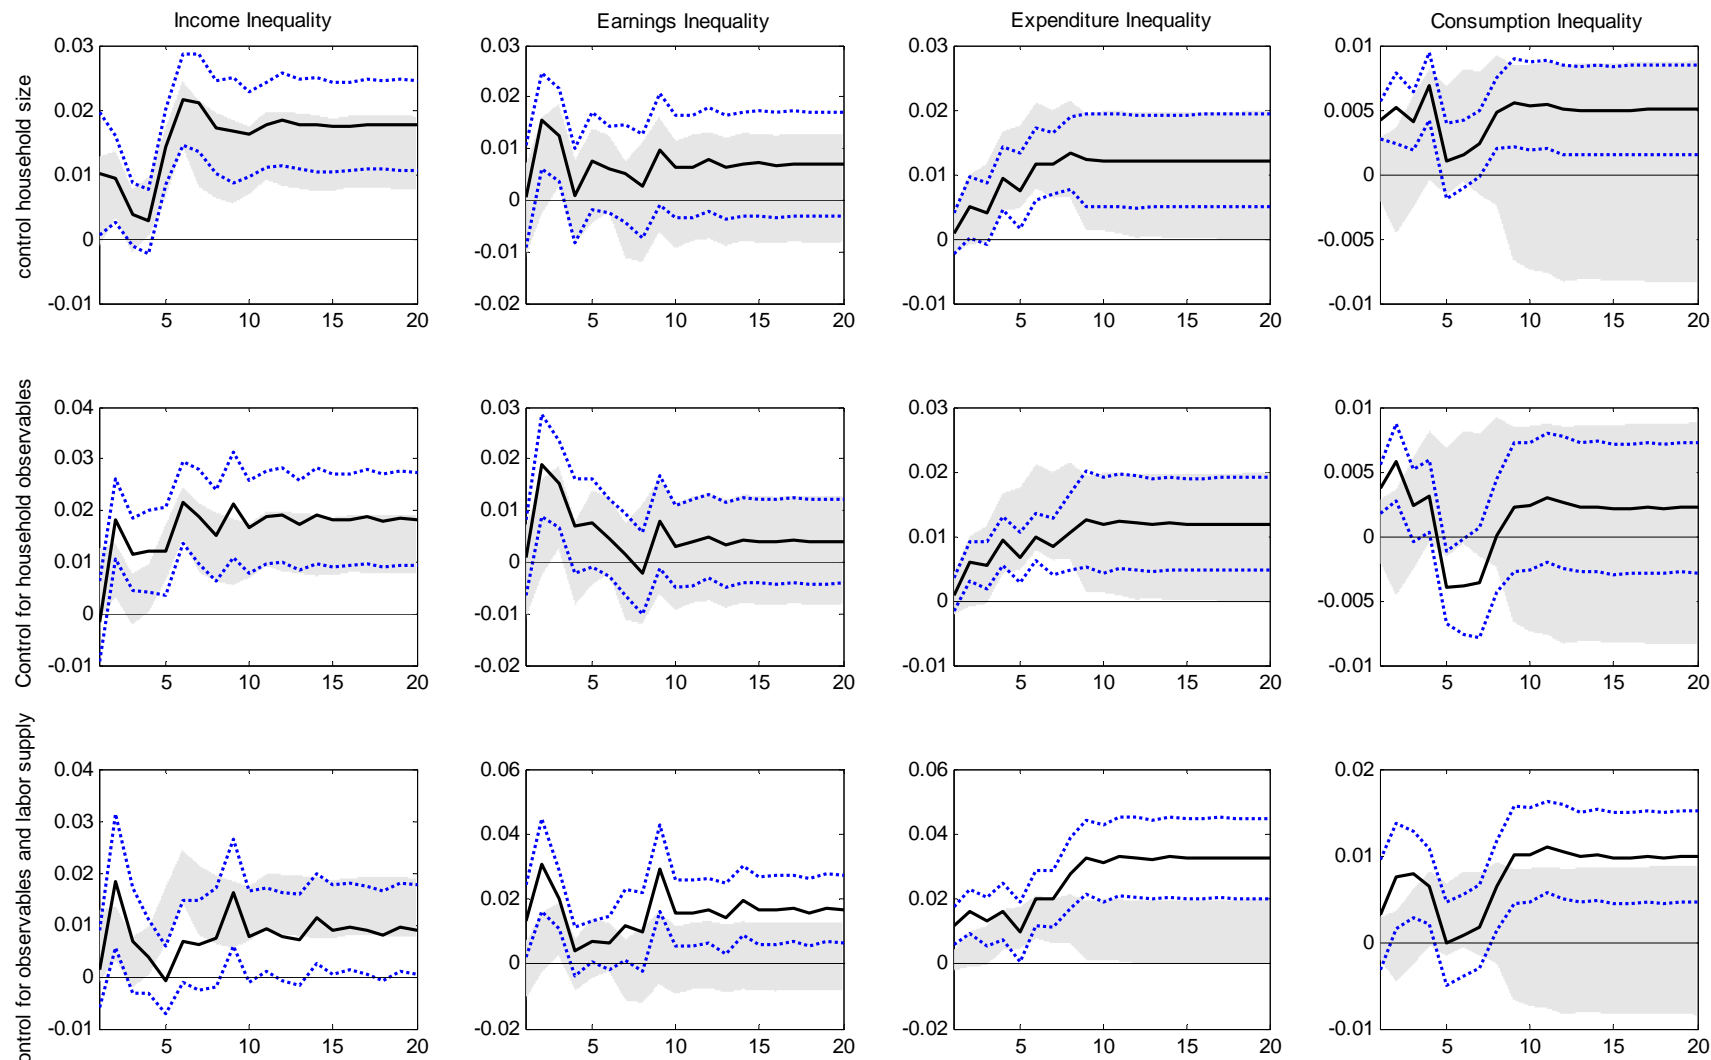 Income Inequality Earnings Inequality Expenditure Inequality Consumption Inequality
control household size
0.03 0.03 0.03 0.01
0.02 0.02 0.02 0.005
0.01 0.01 0.01 0
0 0 0 -0.005
-0.01 -0.01 -0.01 -0.01
-0.02
5 10 15 20 5 10 15 20 5 10 15 20 5 10 15 20
Control for household observables
0.04 0.03 0.03 0.01
0.03 0.02 0.02 0.005
0.02 0.01 0.01 0
0.01 0 0 -0.005
0 -0.01 -0.01 -0.01
-0.01 -0.02
5 10 15 20 5 10 15 20 5 10 15 20 5 10 15 20
ontrol for observables and labor supply
0.04 0.06 0.06 0.02
0.03 0.04 0.04 0.01
0.02 0.02 0.02 0
0.01 0 0 -0.01
0 -0.02 -0.02
-0.01
5 10 15 20 5 10 15 20 5 10 15 20 5 10 15 20